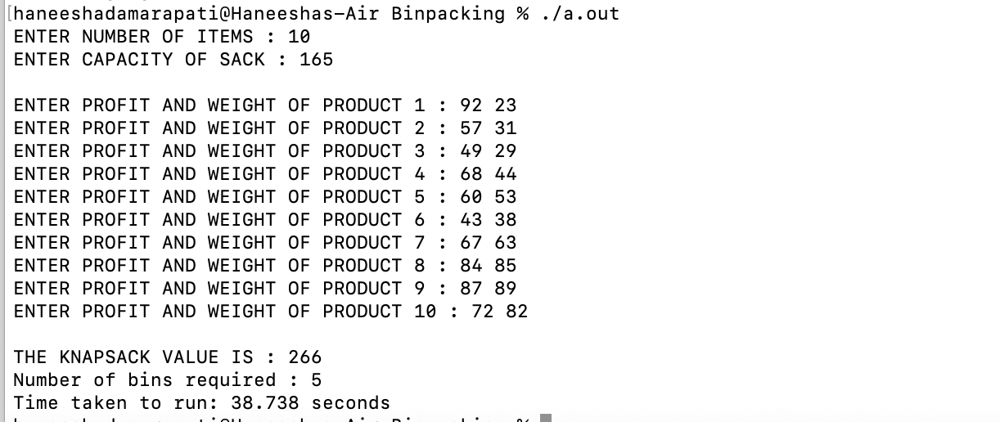 [haneeshadamarapati@Haneeshas-Air Binpacking % ./a.out
ENTER NUMBER OF ITEMS : 10
ENTER CAPACITY OF SACK : 165
ENTER PROFIT AND WEIGHT OF PRODUCT 1 : 92 23
ENTER PROFIT AND WEIGHT OF PRODUCT 2 : 57 31
ENTER PROFIT AND WEIGHT OF PRODUCT 3 : 49 29
ENTER PROFIT AND WEIGHT OF PRODUCT 4 : 68 44
ENTER PROFIT AND WEIGHT OF PRODUCT 5 : 60 53
ENTER PROFIT AND WEIGHT OF PRODUCT 6 : 43 38
ENTER PROFIT AND WEIGHT OF PRODUCT 7 : 67 63
ENTER PROFIT AND WEIGHT OF PRODUCT 8 : 84 85
ENTER PROFIT AND WEIGHT OF PRODUCT 9 : 87 89
ENTER PROFIT AND WEIGHT OF PRODUCT 10 : 72 82
THE KNAPSACK VALUE IS : 266
Number of bins required : 5
Time taken to run: 38.738 seconds